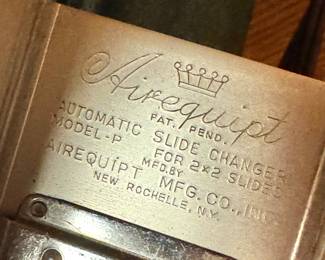 Airequipt
PAT. PEND.
AUTOMATIC SLIDE CHANGER
MODEL-P FOR 2x2 SLIDES
MFD. BY
AIREQUIPT MFG. CO., INC.
NEW ROCHELLE, N.Y.